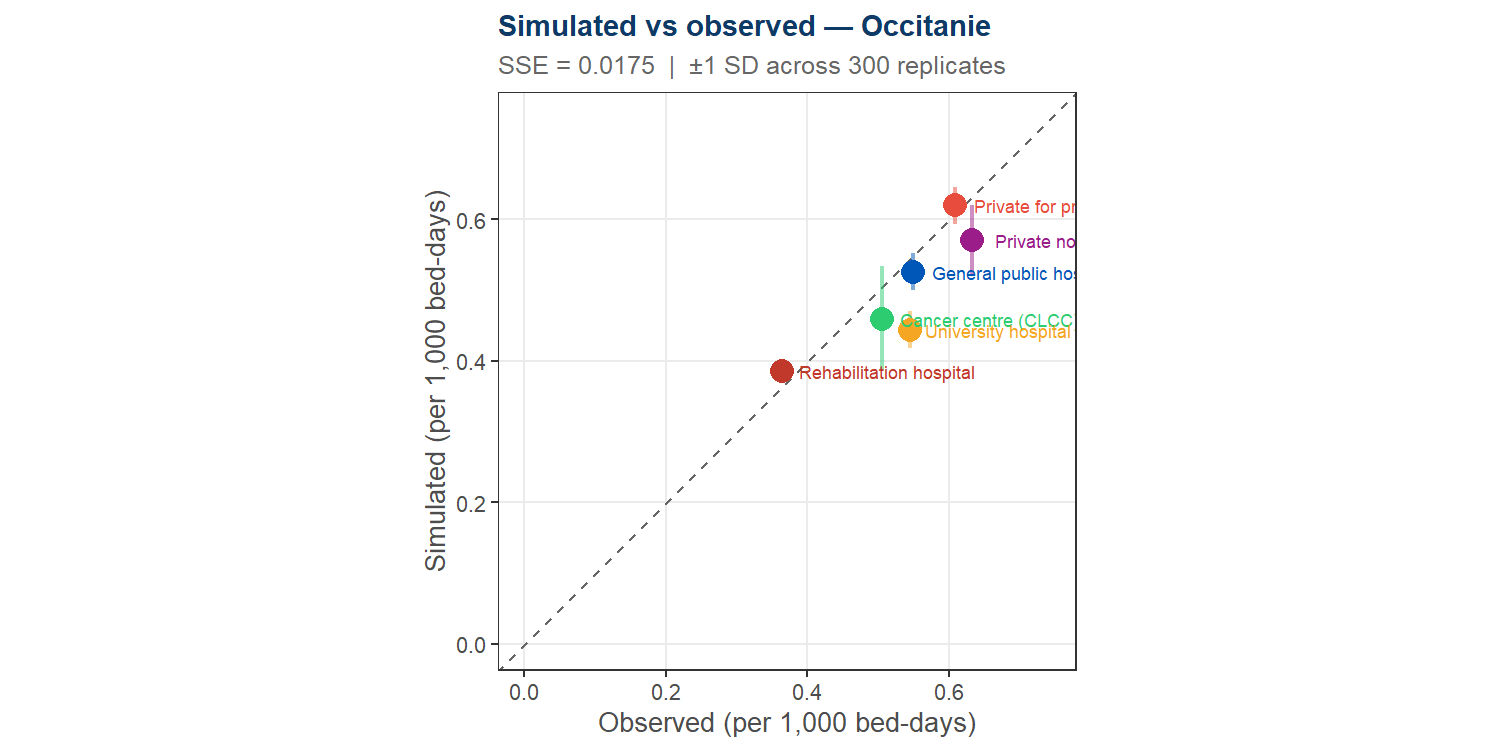 Simulated vs observed — Occitanie
SSE = 0.0175 | ±1 SD across 300 replicates
Simulated (per 1,000 bed-days)
0.6
0.4
0.2
0.0
Private for pr
Private no
General public hos
Cancer centre (CLCC
University hospital
Rehabilitation hospital
0.0 0.2 0.4 0.6
Observed (per 1,000 bed-days)